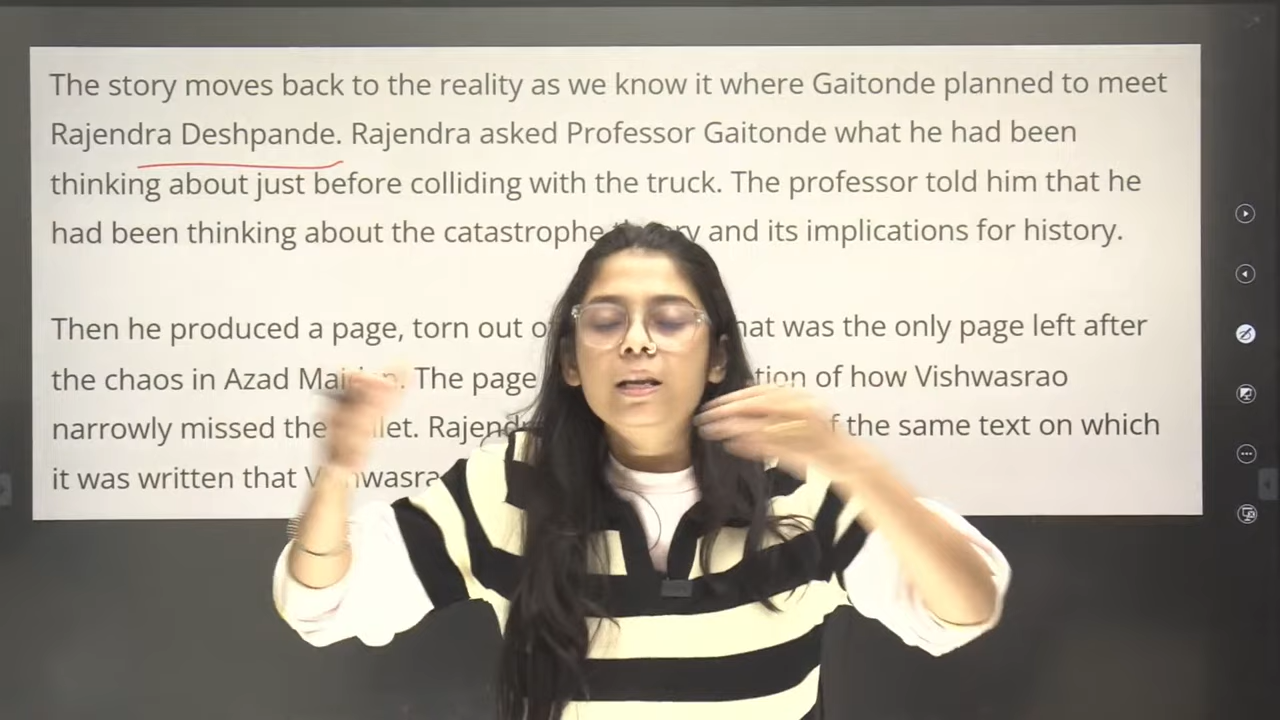 The story moves back to the reality as we know it where Gaitonde planned to meet
Rajendra Deshpande. Rajendra asked Professor Gaitonde what he had been
thinking about just before colliding with the truck. The professor told him that he
had been thinking about the catastrophe and its implications for history.
Then he produced a page, torn out was the only page left after
the chaos in Azad The page of how Vishwasrao
narrowly missed the the same text on which
it was written that